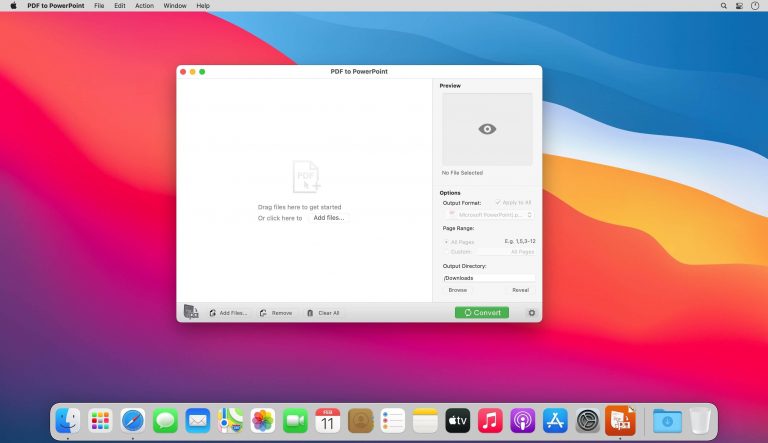 PDF to PowerPoint File Edit Action Window Help
PDF to PowerPoint
PDF
Drag files here to get started
Or click here to Add files...
Preview
No File Selected
Options
Output Format: Apply to All
Microsoft PowerPoint(.p...
Page Range:
All Pages E.g. 1,5,3-12
Custom: All Pages
Output Directory:
/Downloads
Browse Reveal
Add Files... Remove Clear All Convert
FEB
11
tv